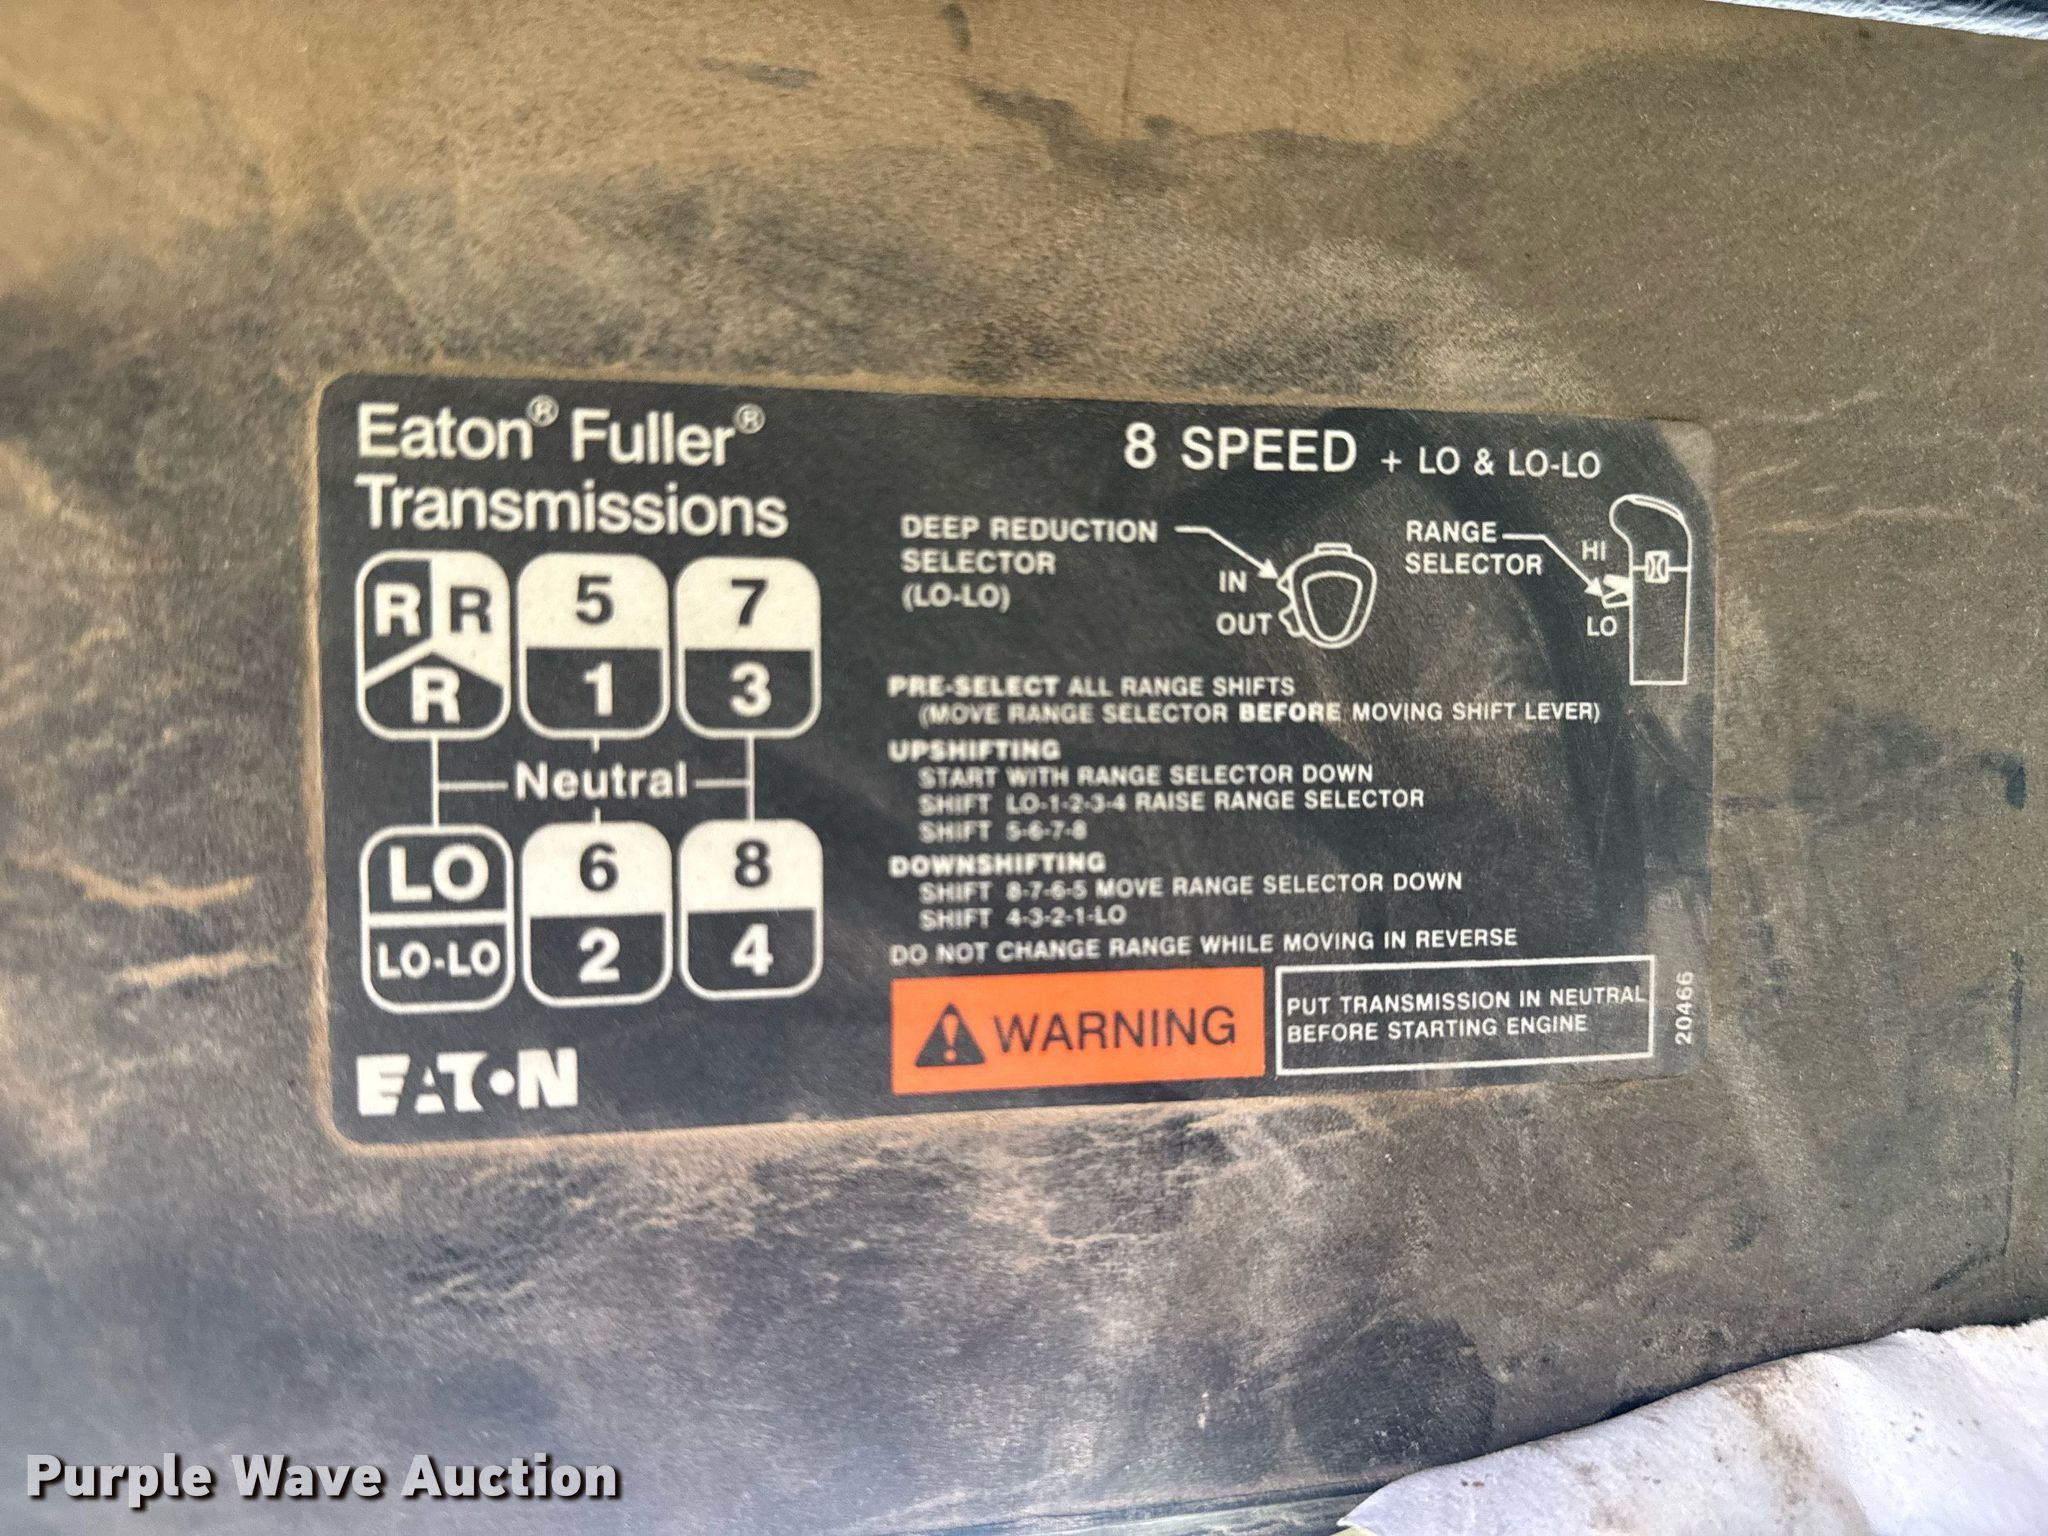 Eaton® Fuller®
Transmissions
R R 5 7
R 1 3
Neutral
LO 6 8
LO-LO 2 4
EATON
8 SPEED + LO & LO-LO
DEEP REDUCTION
SELECTOR
(LO-LO)
IN
OUT
RANGE
SELECTOR
HI
LO
PRE-SELECT ALL RANGE SHIFTS
(MOVE RANGE SELECTOR BEFORE MOVING SHIFT LEVER)
UPSHIFTING
START WITH RANGE SELECTOR DOWN
SHIFT LO-1-2-3-4 RAISE RANGE SELECTOR
SHIFT 5-6-7-8
DOWNSHIFTING
SHIFT 8-7-6-5 MOVE RANGE SELECTOR DOWN
SHIFT 4-3-2-1-LO
DO NOT CHANGE RANGE WHILE MOVING IN REVERSE
WARNING
PUT TRANSMISSION IN NEUTRAL
BEFORE STARTING ENGINE
20466
Purple Wave Auction